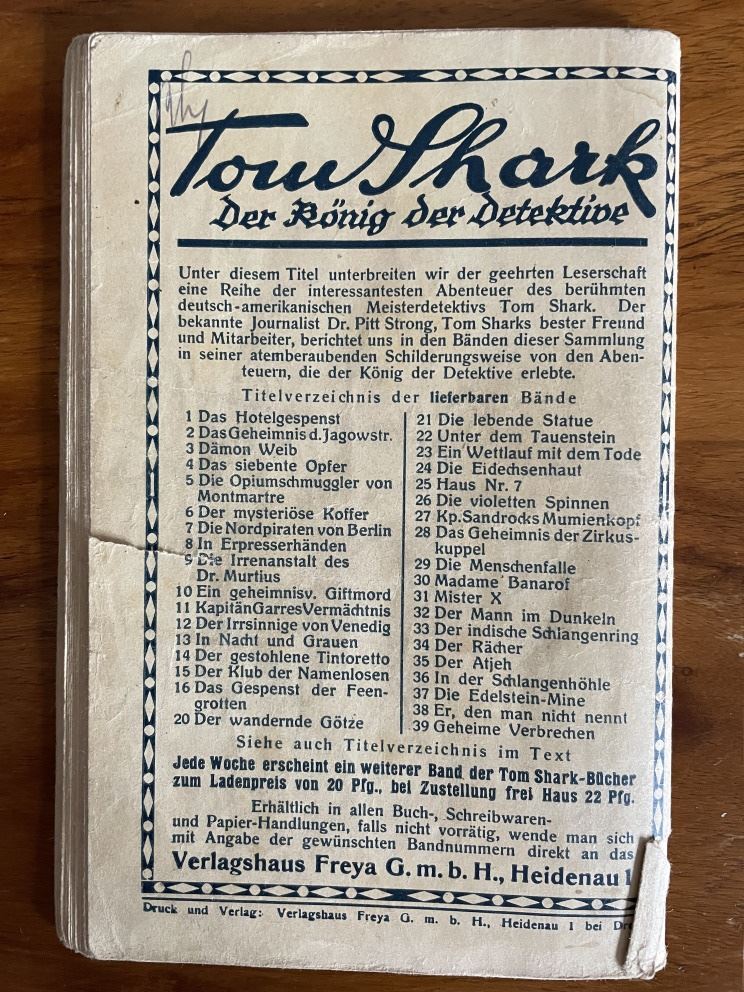 Tom Shark
Der König der Detektive
Unter diesem Titel unterbreiten wir der geehrten Leserschaft
eine Reihe der interessantesten Abenteuer des berühmten
deutsch-amerikanischen Meisterdetektivs Tom Shark. Der
bekannte Journalist Dr. Pitt Strong, Tom Sharks bester Freund
und Mitarbeiter, berichtet uns in den Bänden dieser Sammlung
in seiner atemberaubenden Schilderungsweise von den Aben-
teuern, die der König der Detektive erlebte.
Titelverzeichnis der lieferbaren Bände
1 Das Hotelgespenst
2 Das Geheimnis d. Jagowstr.
3 Dämon Weib
4 Das siebente Opfer
5 Die Opiumschmuggler von
Montmartre
6 Der mysteriöse Koffer
7 Die Nordpiraten von Berlin
8 In Erpresserhänden
9 Die Irrenanstalt des
Dr. Murtius
10 Ein geheimnisv. Giftmord
11 Kapitän Garres Vermächtnis
12 Der Irrsinnige von Venedig
13 In Nacht und Grauen
14 Der gestohlene Tintoretto
15 Der Klub der Namenlosen
16 Das Gespenst der Feen-
grotten
20 Der wandernde Götze
21 Die lebende Statue
22 Unter dem Tauenstein
23 Ein Wettlauf mit dem Tode
24 Die Eidechsenhaut
25 Haus Nr. 7
26 Die violetten Spinnen
27 Kp. Sandrocks Mumienkopf
28 Das Geheimnis der Zirkus-
kuppel
29 Die Menschenfalle
30 Madame Banarof
31 Mister X
32 Der Mann im Dunkeln
33 Der indische Schlangenring
34 Der Rächer
35 Der Atjeh
36 In der Schlangenhöhle
37 Die Edelstein-Mine
38 Er, den man nicht nennt
39 Geheime Verbrechen
Siehe auch Titelverzeichnis im Text
Jede Woche erscheint ein weiterer Band der Tom Shark-Bücher
zum Ladenpreis von 20 Pfg., bei Zustellung frei Haus 22 Pfg.
Erhältlich in allen Buch-, Schreibwaren-
und Papier-Handlungen, falls nicht vorrätig, wende man sich
mit Angabe der gewünschten Bandnummern direkt an das
Verlagshaus Freya G. m. b. H., Heidenau 1
Druck und Verlag: Verlagshaus Freya G. m. b. H., Heidenau 1 bei